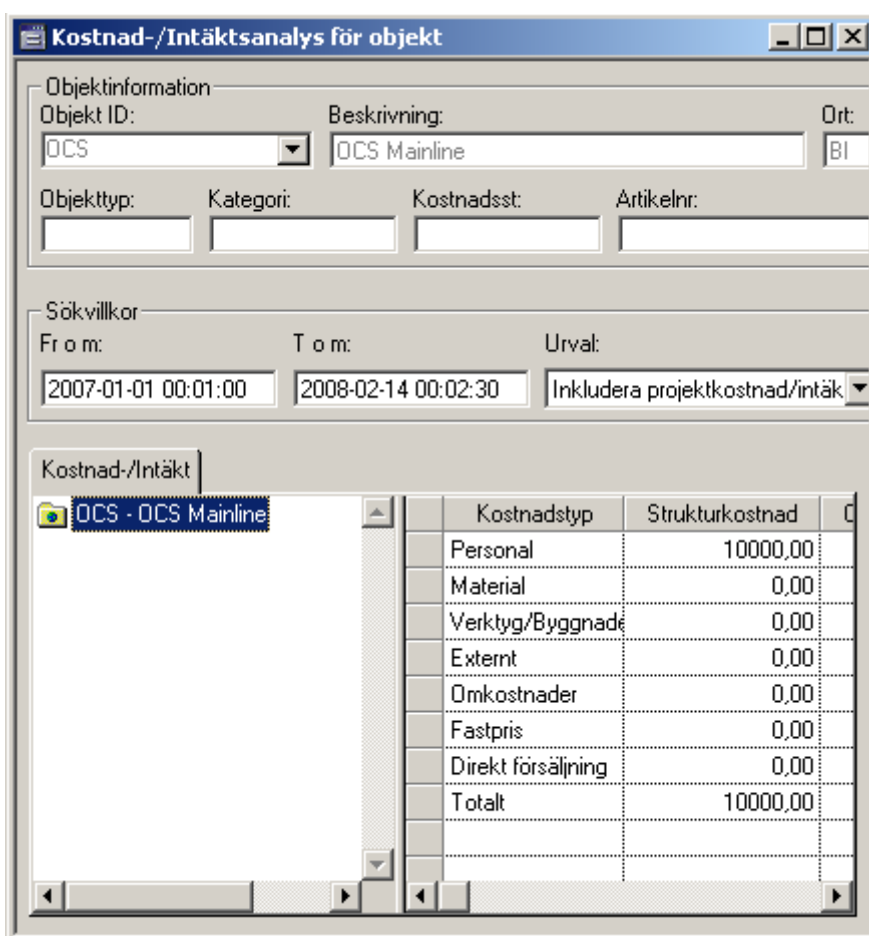 Kostnad-/Intäktsanalys för objekt
Objektinformation
Objekt ID: Beskrivning: Ort:
OCS OCS Mainline BI
Objekttyp: Kategori: Kostnadsst: Artikelnr:
Sökvillkor
Fr o m: T o m: Urval:
2007-01-01 00:01:00 2008-02-14 00:02:30 Inkludera projektkostnad/intäk
Kostnad-/Intäkt
OCS - OCS Mainline
Kostnadstyp Strukturkostnad
Personal 10000,00
Material 0,00
Verktyg/Byggnade
Externt 0,00
Omkostnader 0,00
Fastpris 0,00
Direkt försäljning 0,00
Totalt 10000,00